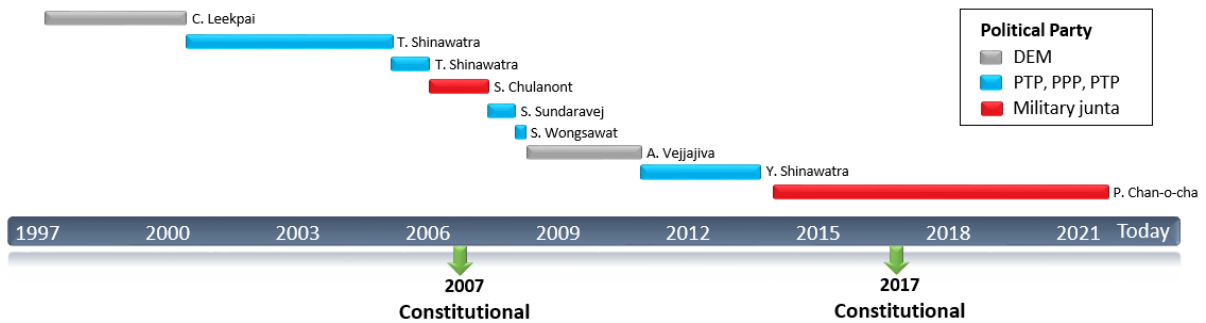 C. Leekpai
T. Shinawatra
T. Shinawatra
S. Chulanont
S. Sundaravej
S. Wongsawat
A. Vejjajiva
Y. Shinawatra
P. Chan-o-cha
Political Party
DEM
PTP, PPP, PTP
Military junta
1997 2000 2003 2006 2009 2012 2015 2018 2021 Today
2007
Constitutional
2017
Constitutional